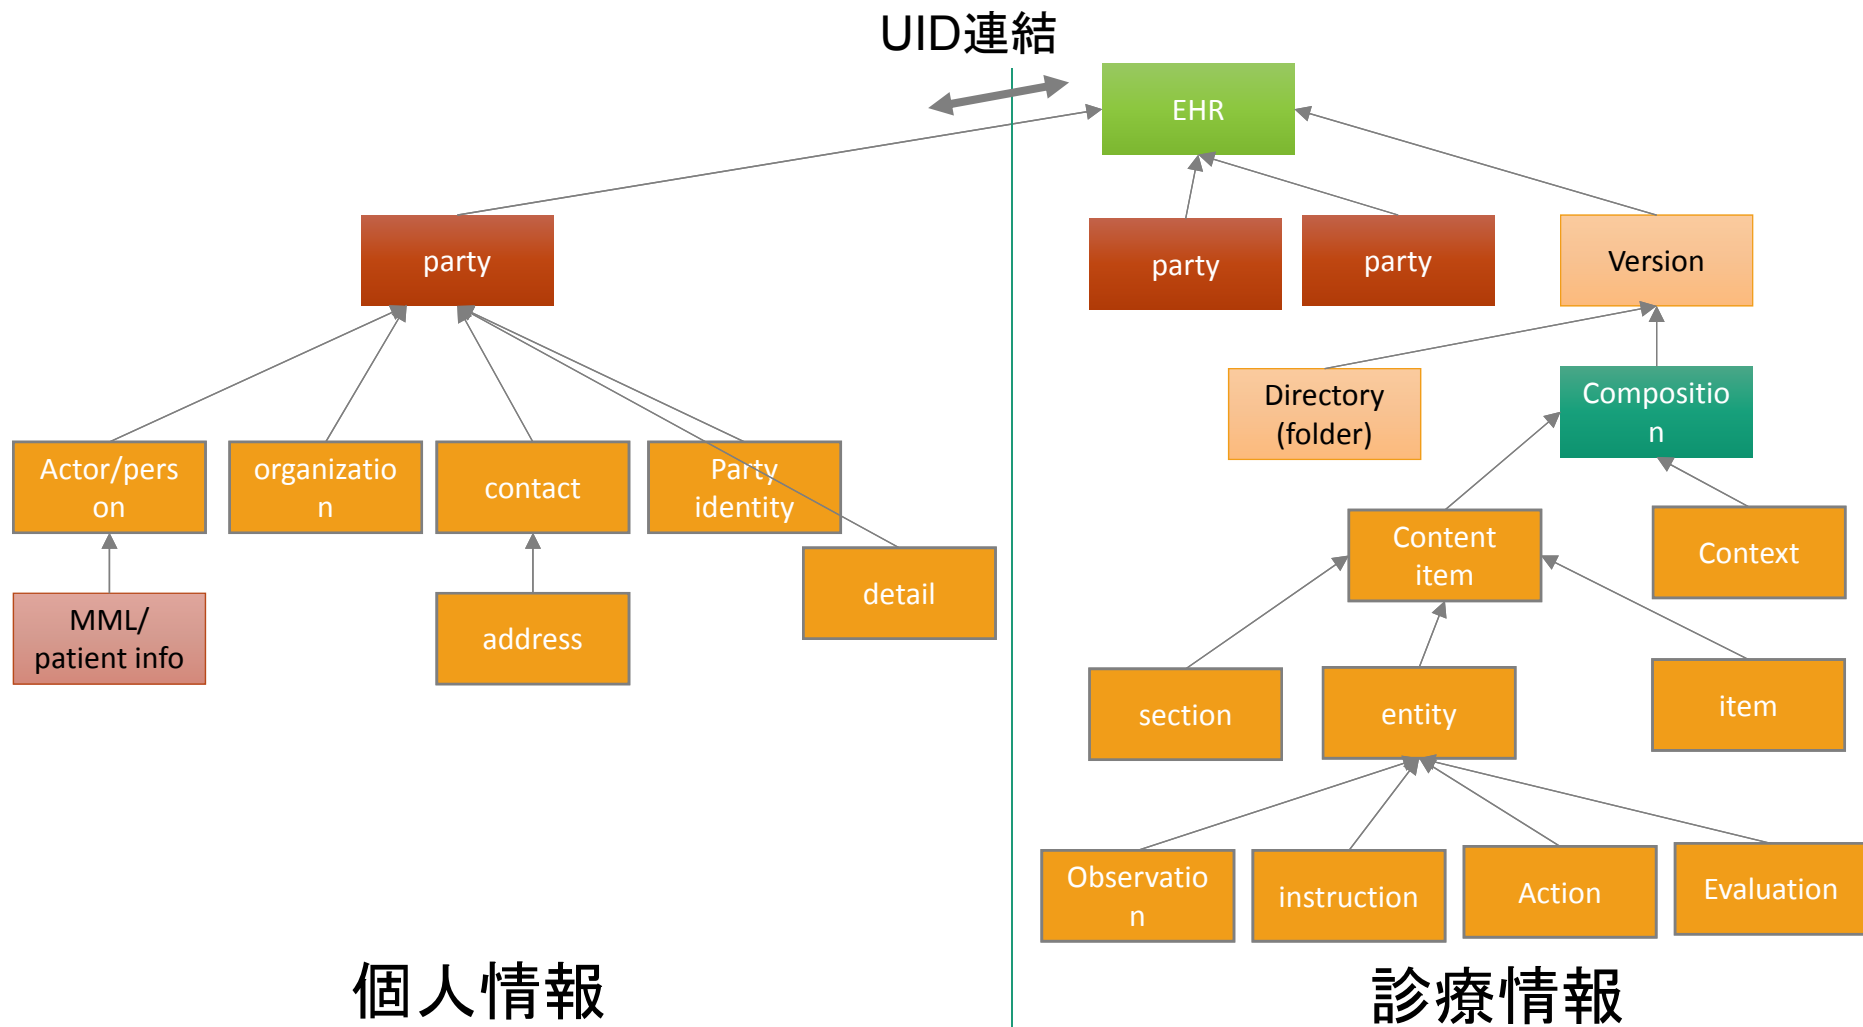 UID連結
EHR
party
party
party
Version
Directory
(folder)
Compositio
n
Actor/pers
on
organizatio
n
contact
Party
identity
Content
item
Context
detail
MML/
patient info
address
section
entity
item
Observatio
n
instruction
Action
Evaluation
個人情報
診療情報